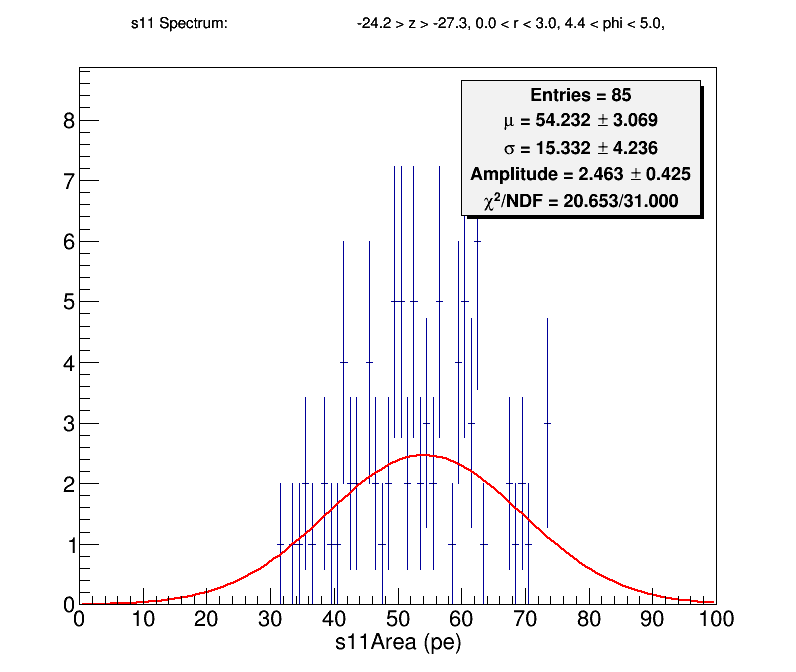 s11 Spectrum: -24.2 > z > -27.3, 0.0 < r < 3.0, 4.4 < phi < 5.0,
Entries = 85
μ = 54.232 ± 3.069
σ = 15.332 ± 4.236
Amplitude = 2.463 ± 0.425
χ²/NDF = 20.653/31.000
8
7
6
5
4
3
2
1
0
0 10 20 30 40 50 60 70 80 90 100
s11Area (pe)